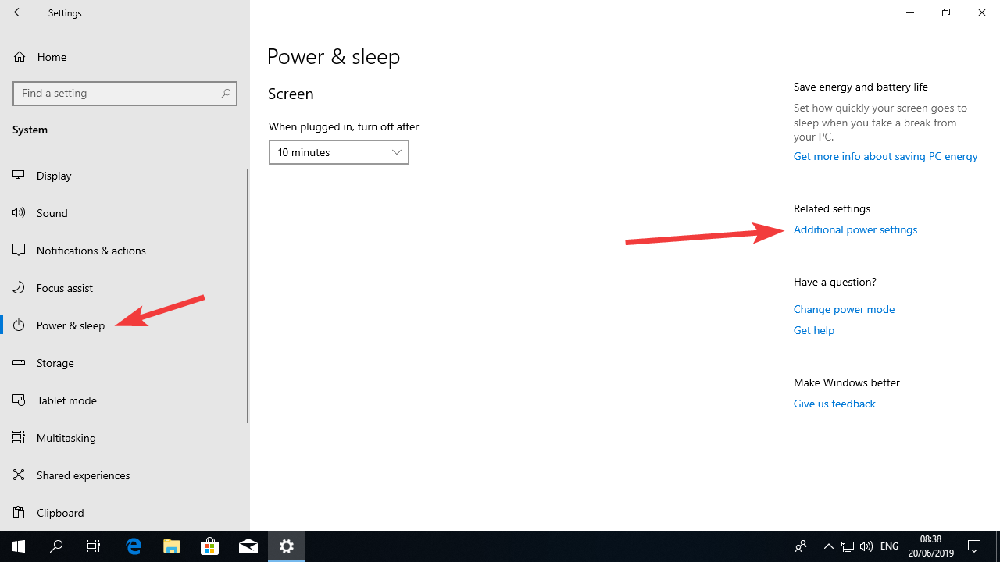 Settings
Home
Find a setting
System
Display
Sound
Notifications & actions
Focus assist
Power & sleep
Storage
Tablet mode
Multitasking
Shared experiences
Clipboard
Power & sleep
Screen
When plugged in, turn off after
10 minutes
Save energy and battery life
Set how quickly your screen goes to
sleep when you take a break from
your PC.
Get more info about saving PC energy
Related settings
Additional power settings
Have a question?
Change power mode
Get help
Make Windows better
Give us feedback
ENG
08:38
20/06/2019